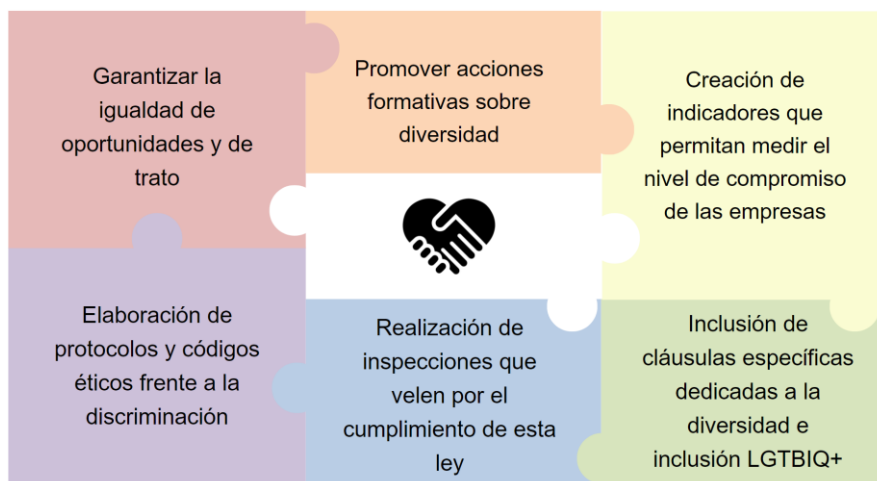 Garantizar la
igualdad de
oportunidades y de
trato
Promover acciones
formativas sobre
diversidad
Creación de
indicadores que
permitan medir el
nivel de compromiso
de las empresas
Elaboración de
protocolos y códigos
éticos frente a la
discriminación
Realización de
inspecciones que
velen por el
cumplimiento de esta
ley
Inclusión de
cláusulas específicas
dedicadas a la
diversidad e
inclusión LGTBIQ+